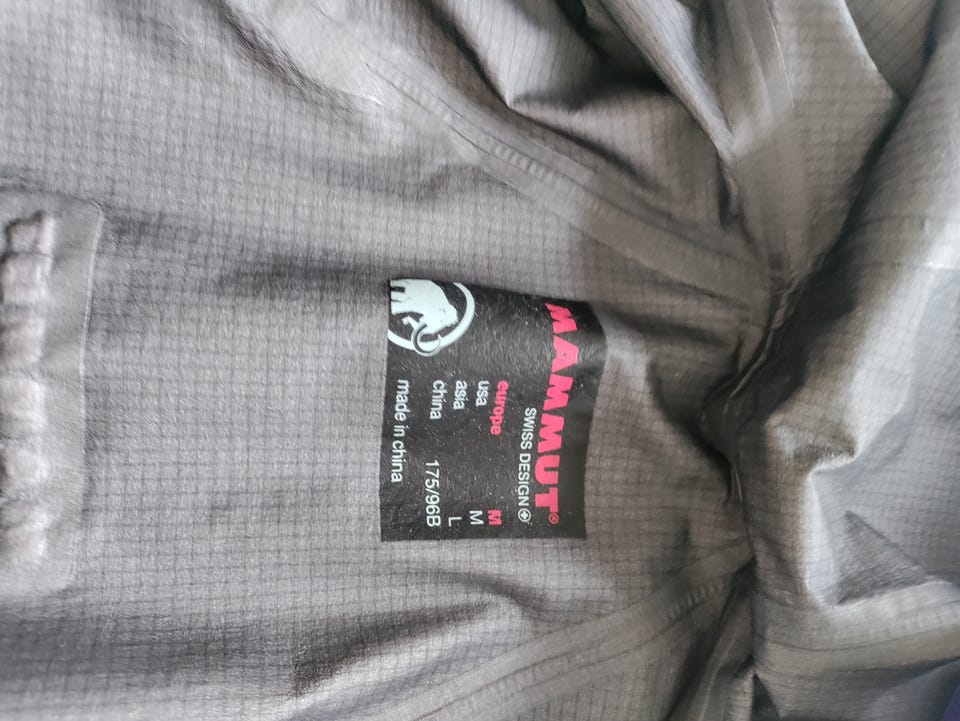 MAMMUT®
SWISS DESIGN
europe M
usa M
asia L
china 175/96B
made in china